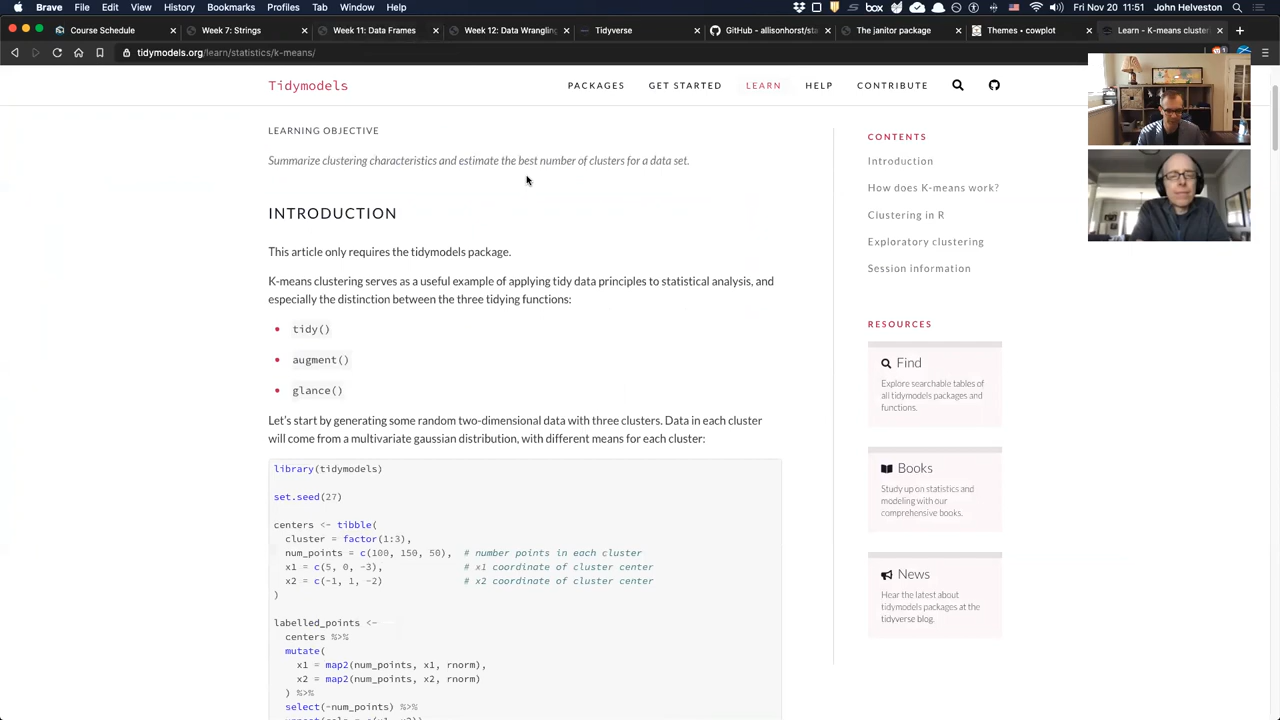 Brave File Edit View History Bookmarks Profiles Tab Window Help
Fri Nov 20 11:51 John Helveston
Course Schedule
Week 7: Strings
Week 11: Data Frames
Week 12: Data Wrangling
Tidyverse
GitHub - allisonhorst/sta
The janitor package
Themes • cowplot
Learn - K-means cluster
tidymodels.org/learn/statistics/k-means/
Tidymodels
PACKAGES GET STARTED LEARN HELP CONTRIBUTE
LEARNING OBJECTIVE
Summarize clustering characteristics and estimate the best number of clusters for a data set.
INTRODUCTION
This article only requires the tidymodels package.
K-means clustering serves as a useful example of applying tidy data principles to statistical analysis, and
especially the distinction between the three tidying functions:
• tidy()
• augment()
• glance()
Let's start by generating some random two-dimensional data with three clusters. Data in each cluster
will come from a multivariate gaussian distribution, with different means for each cluster:
library(tidymodels)
set.seed(27)
centers <- tibble(
cluster = factor(1:3),
num_points = c(100, 150, 50), # number points in each cluster
x1 = c(5, 0, -3), # x1 coordinate of cluster center
x2 = c(-1, 1, -2) # x2 coordinate of cluster center
)
labelled_points <-
centers %>%
mutate(
x1 = map2(num_points, x1, rnorm),
x2 = map2(num_points, x2, rnorm)
) %>%
select(-num_points) %>%
CONTENTS
Introduction
How does K-means work?
Clustering in R
Exploratory clustering
Session information
RESOURCES
Find
Explore searchable tables of
all tidymodels packages and
functions.
Books
Study up on statistics and
modeling with our
comprehensive books.
News
Hear the latest about
tidymodels packages at the
tidyverse blog.